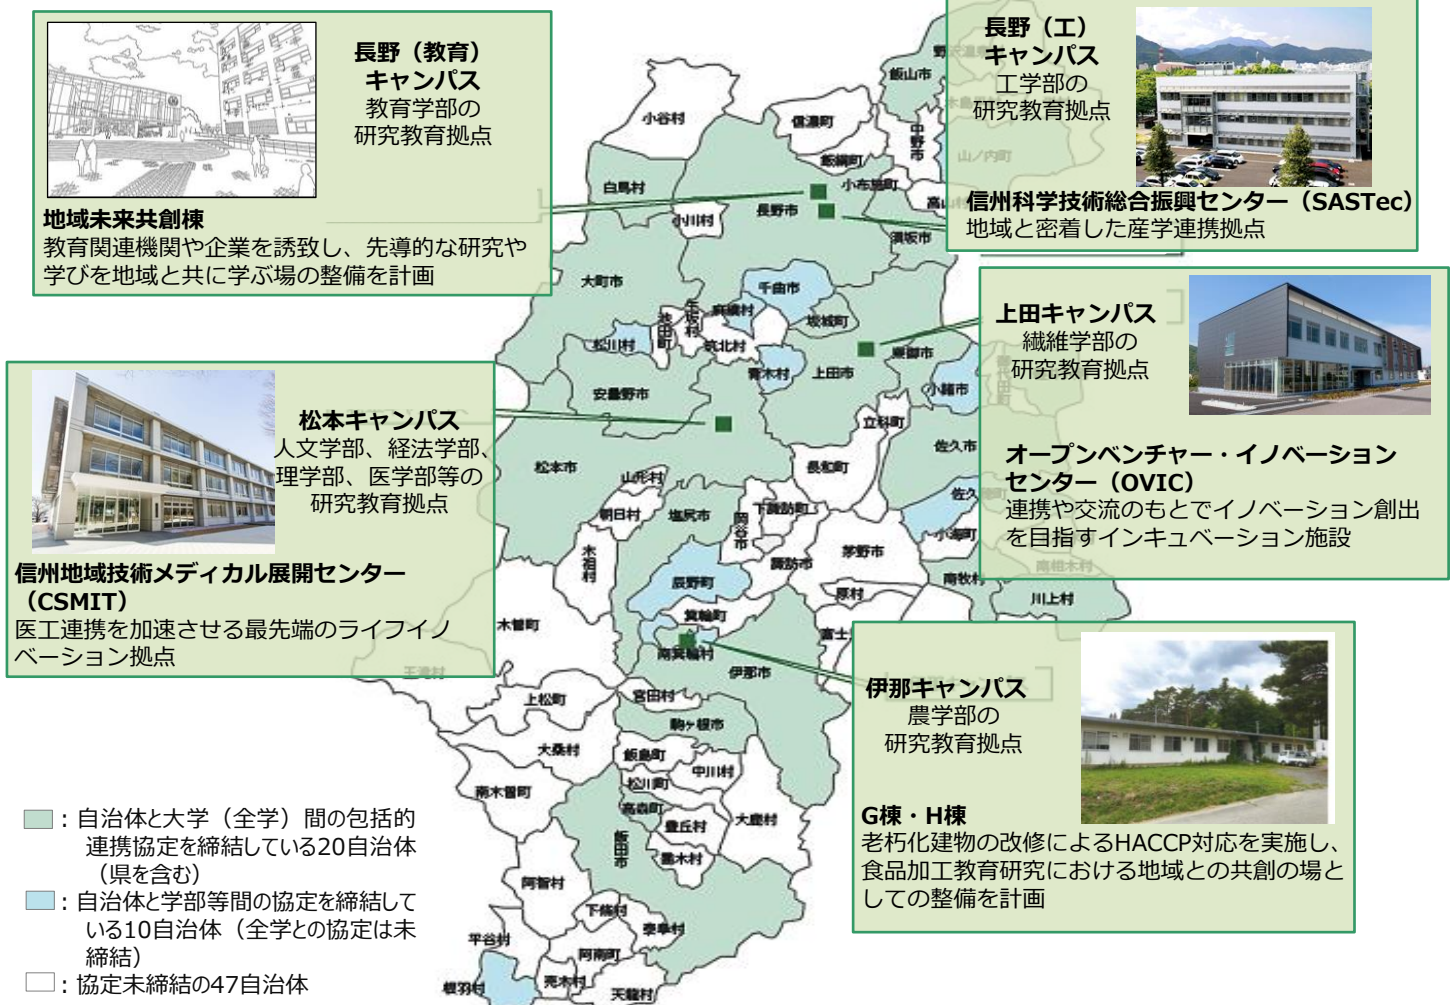 長野（教育）
キャンパス
教育学部の
研究教育拠点
地域未来共創棟
教育関連機関や企業を誘致し、先導的な研究や
学びを地域と共に学ぶ場の整備を計画
長野（工）
キャンパス
工学部の
研究教育拠点
信州科学技術総合振興センター（SASTec）
地域と密着した産学連携拠点
上田キャンパス
繊維学部の
研究教育拠点
オープンベンチャー・イノベーション
センター（OVIC）
連携や交流のもとでイノベーション創出
を目指すインキュベーション施設
松本キャンパス
人文学部、経法学部、
理学部、医学部等の
研究教育拠点
信州地域技術メディカル展開センター
（CSMIT）
医工連携を加速させる最先端のライフイノ
ベーション拠点
伊那キャンパス
農学部の
研究教育拠点
G棟・H棟
老朽化建物の改修によるHACCP対応を実施し、
食品加工教育研究における地域との共創の場と
しての整備を計画
飯山市
小谷村
信濃町
中野市
飯綱町
山ノ内町
白馬村
小布施町
高山村
長野市
小川村
須坂市
大町市
千曲市
麻績村
生坂村
池田町
坂城町
松川村
筑北村
青木村
上田市
東御市
小諸市
御代田町
安曇野市
立科町
佐久市
松本市
長和町
山形村
朝日村
塩尻市
岡谷市
下諏訪町
小海町
木祖村
諏訪市
茅野市
南相木村
南牧村
辰野町
原村
川上村
箕輪町
木曽町
南箕輪村
伊那市
王滝村
上松町
宮田村
駒ヶ根市
大桑村
飯島町
中川村
南木曽町
松川町
高森町
豊丘村
大鹿村
飯田市
喬木村
阿智村
下條村
泰阜村
平谷村
阿南町
売木村
根羽村
天龍村
：自治体と大学（全学）間の包括的
連携協定を締結している20自治体
（県を含む）
：自治体と学部等間の協定を締結して
いる10自治体（全学との協定は未
締結）
：協定未締結の47自治体